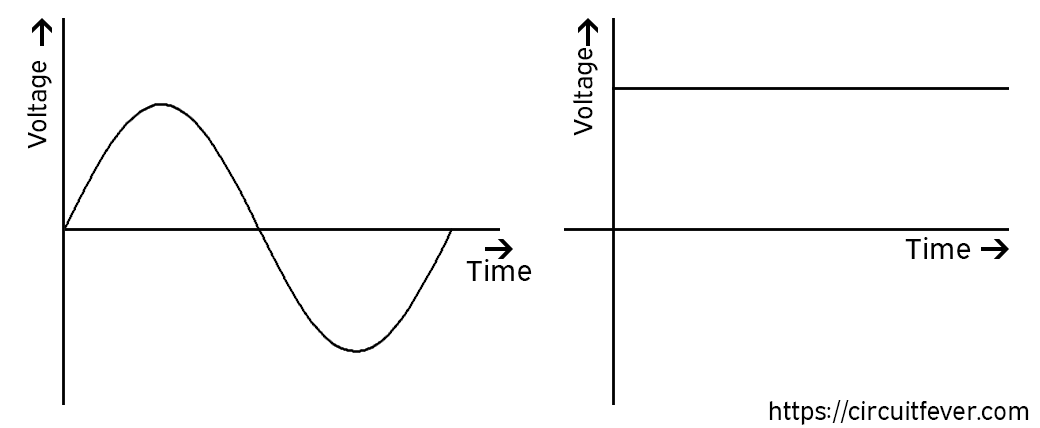 Voltage →
Time →
Voltage →
Time →
https://circuitfever.com